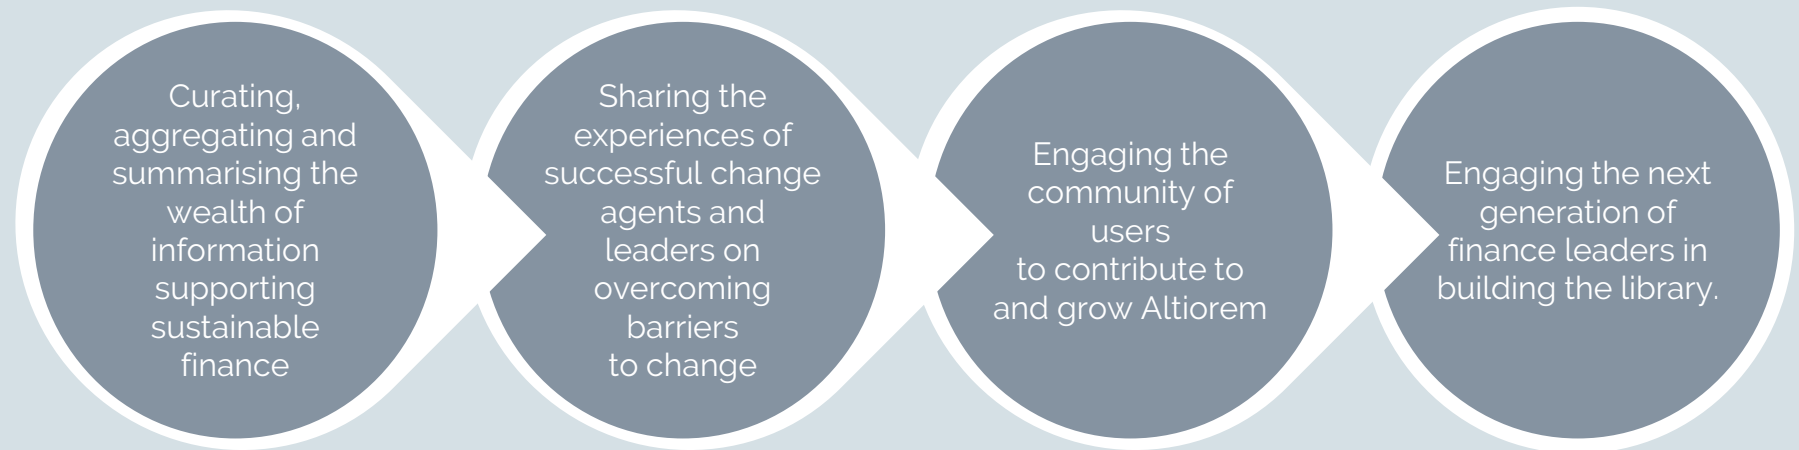 Curating,
aggregating and
summarising the
wealth of
information
supporting
sustainable
finance
Sharing the
experiences of
successful change
agents and
leaders on
overcoming
barriers
to change
Engaging the
community of
users
to contribute to
and grow Altiorem
Engaging the next
generation of
finance leaders in
building the library.